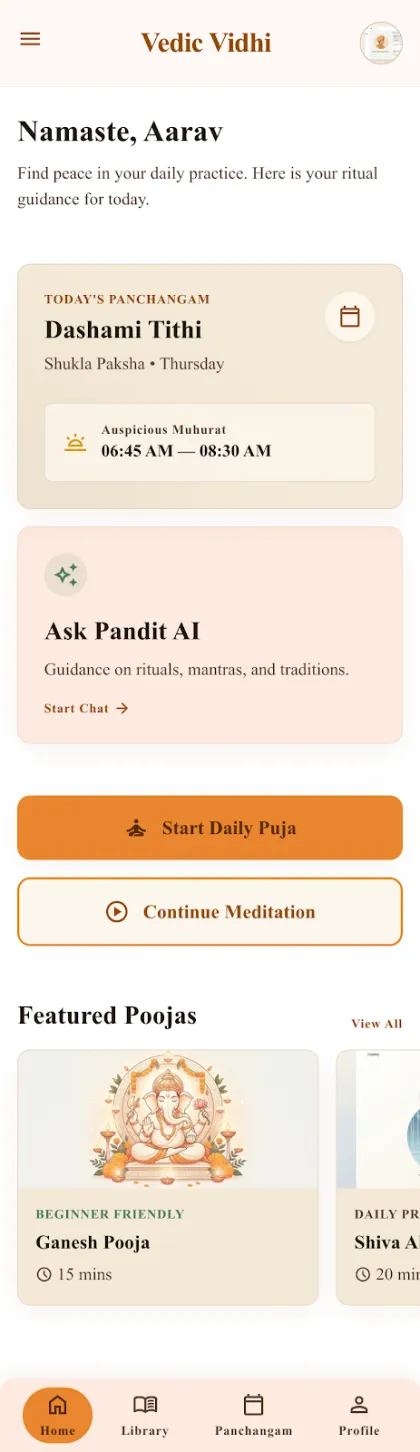 Vedic Vidhi
Namaste, Aarav
Find peace in your daily practice. Here is your ritual
guidance for today.
TODAY'S PANCHANGAM
Dashami Tithi
Shukla Paksha • Thursday
Auspicious Muhurat
06:45 AM — 08:30 AM
Ask Pandit AI
Guidance on rituals, mantras, and traditions.
Start Chat →
Start Daily Puja
Continue Meditation
Featured Poojas
View All
BEGINNER FRIENDLY
Ganesh Pooja
15 mins
DAILY PR
Shiva A
20 min
Home
Library
Panchangam
Profile